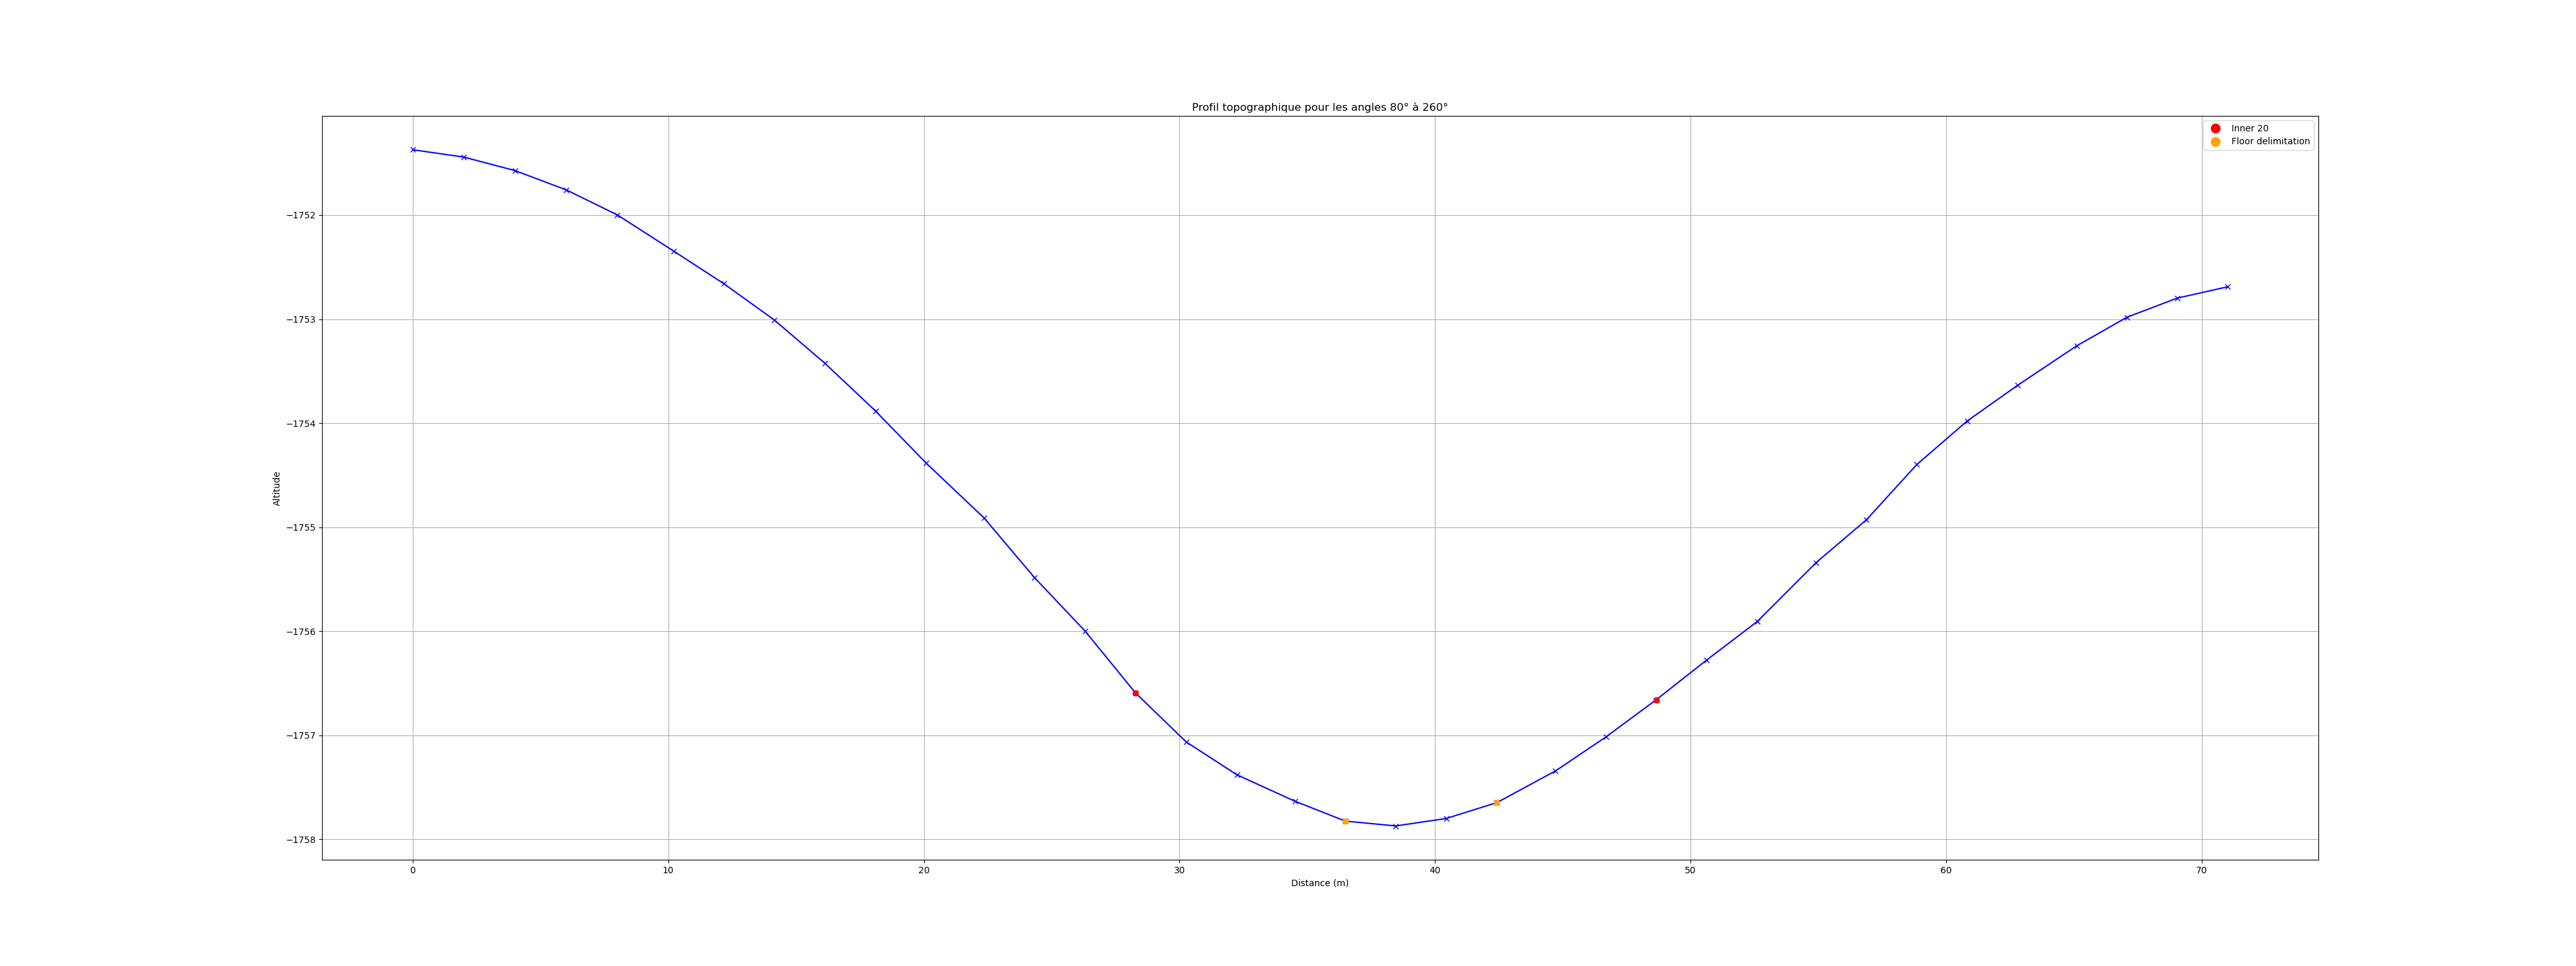 Profil topographique pour les angles 80° à 260°
Inner 20
Floor delimitation
Altitude
−1752
−1753
−1754
−1755
−1756
−1757
−1758
0 10 20 30 40 50 60 70
Distance (m)